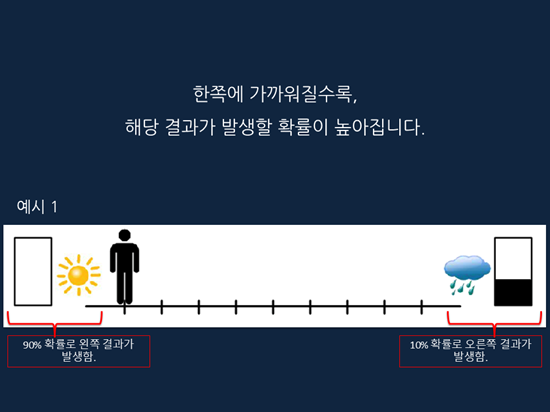 한쪽에 가까워질수록,
해당 결과가 발생할 확률이 높아집니다.
예시 1
90% 확률로 왼쪽 결과가
발생함.
10% 확률로 오른쪽 결과가
발생함.